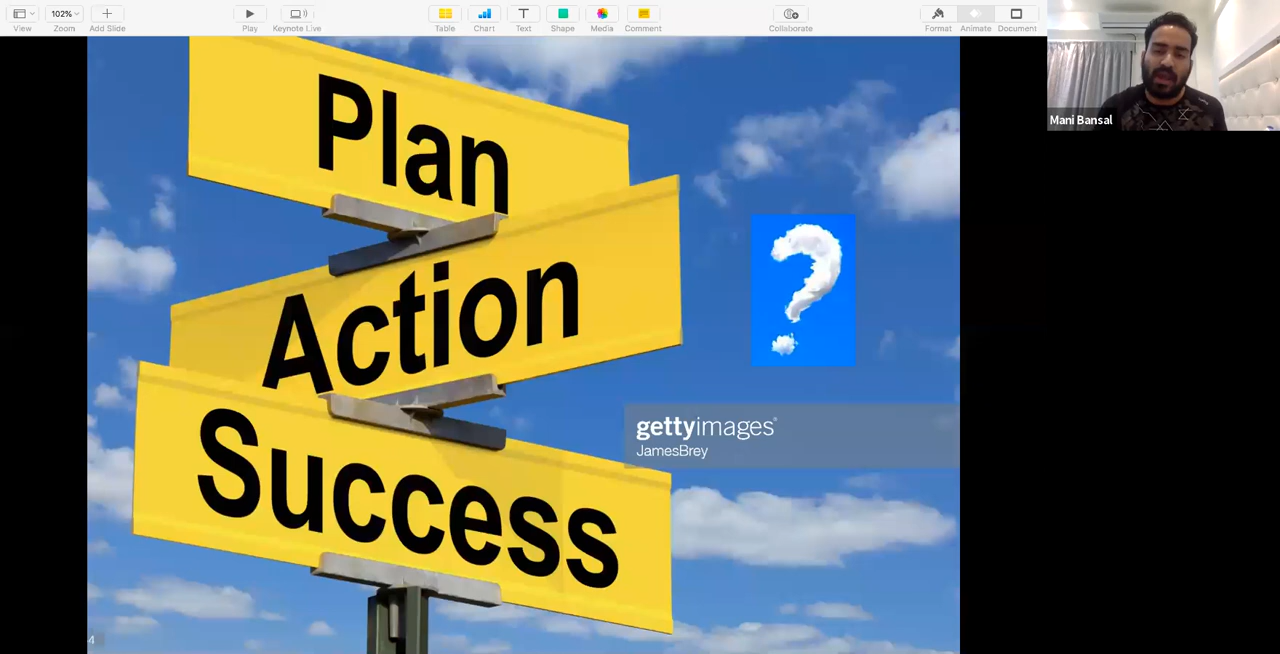 102%
View
Zoom
Add Slide
Play
Keynote Live
Table
Chart
Text
Shape
Media
Comment
Collaborate
Format
Animate
Document
Mani Bansal
Plan
Action
?
Success
gettyimages®
JamesBrey
4